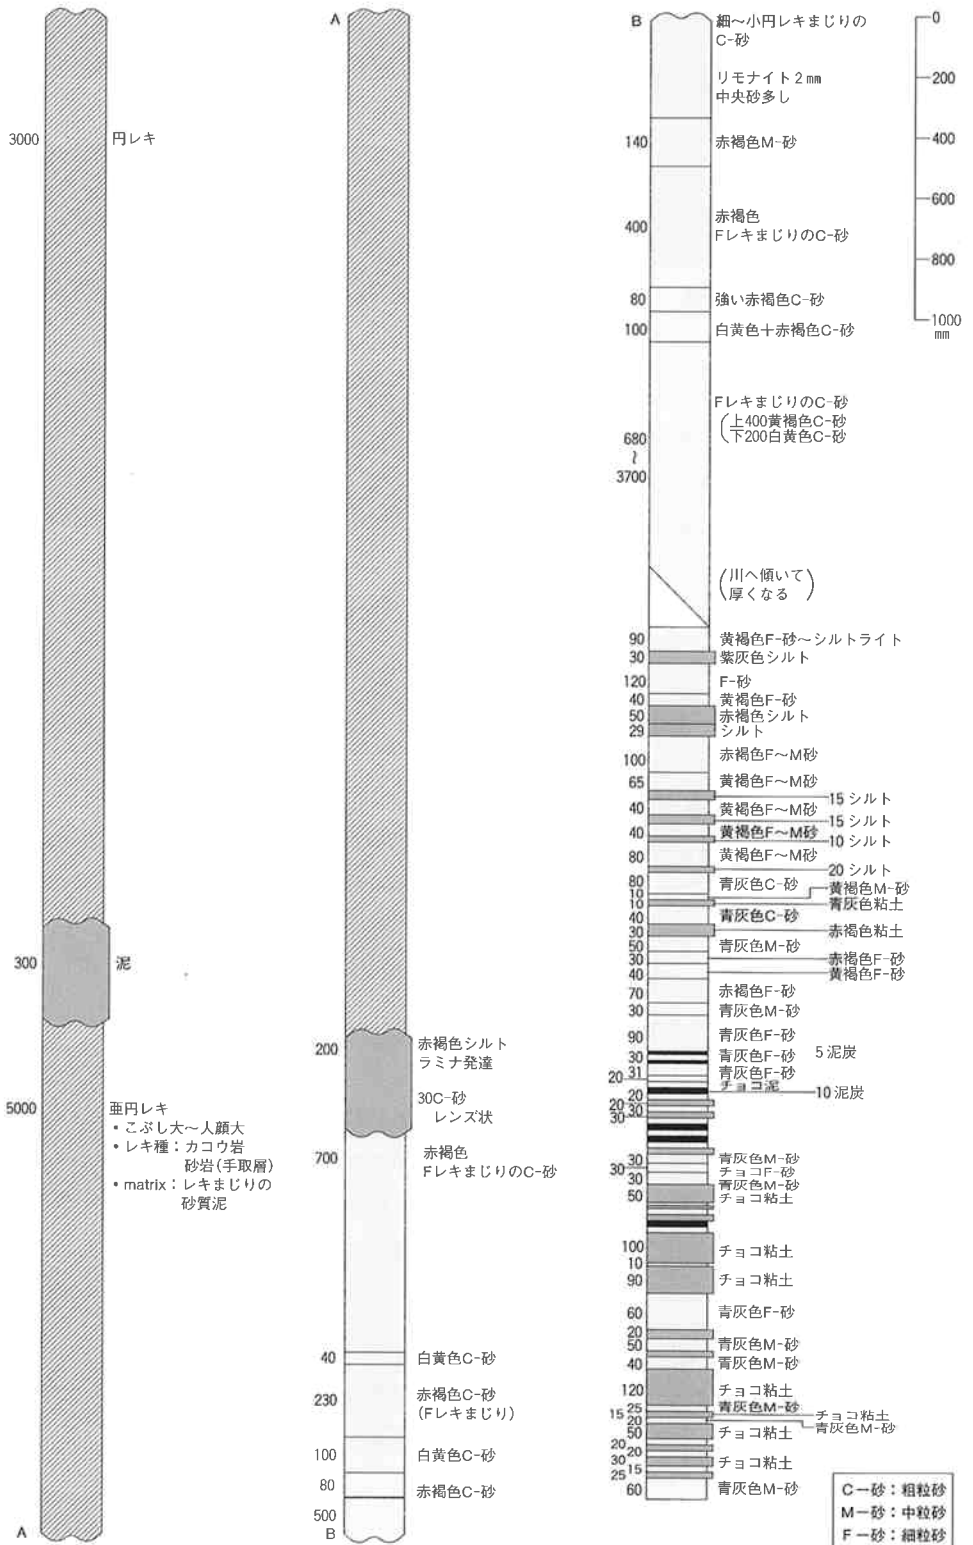 3000 円レキ
300 泥
5000 亜円レキ
• こぶし大〜人顔大
• レキ種：カコウ岩
砂岩(手取層)
• matrix：レキまじりの
砂質泥
A
A
200 赤褐色シルト
ラミナ発達
30C-砂
レンズ状
700 赤褐色
FレキまじりのC-砂
40 白黄色C-砂
230 赤褐色C-砂
(Fレキまじり)
100 白黄色C-砂
80 赤褐色C-砂
500
B
B 細〜小円レキまじりの
C-砂
リモナイト2mm
中央砂多し
140 赤褐色M-砂
400 赤褐色
FレキまじりのC-砂
80 強い赤褐色C-砂
100 白黄色＋赤褐色C-砂
FレキまじりのC-砂
上400黄褐色C-砂
680 下200白黄色C-砂
〜
3700
(川へ傾いて
厚くなる)
90 黄褐色F-砂〜シルトライト
30 紫灰色シルト
120 F-砂
40 黄褐色F-砂
50 赤褐色シルト
29 シルト
100 赤褐色F〜M砂
65 黄褐色F〜M砂
15 シルト
40 黄褐色F〜M砂
15 シルト
40 黄褐色F〜M砂
10 シルト
80 黄褐色F〜M砂
20 シルト
80 青灰色C-砂
10 黄褐色M-砂
10 青灰色粘土
40 青灰色C-砂
30 赤褐色粘土
50 青灰色M-砂
30 赤褐色F-砂
40 黄褐色F-砂
70 赤褐色F-砂
30 青灰色M-砂
90 青灰色F-砂
5 泥炭
30 青灰色F-砂
31 青灰色F-砂
20 チョコ泥
20 10 泥炭
20
30
30
30 青灰色M-砂
30 チョコF-砂
30 青灰色M-砂
50 チョコ粘土
100 チョコ粘土
10
90 チョコ粘土
60 青灰色F-砂
20
50 青灰色M-砂
40 青灰色M-砂
120 チョコ粘土
25 青灰色M-砂
15 チョコ粘土
20 青灰色M-砂
50 チョコ粘土
20
20
30 チョコ粘土
15
25
60 青灰色M-砂
0
200
400
600
800
1000
mm
C－砂：粗粒砂
M－砂：中粒砂
F－砂：細粒砂